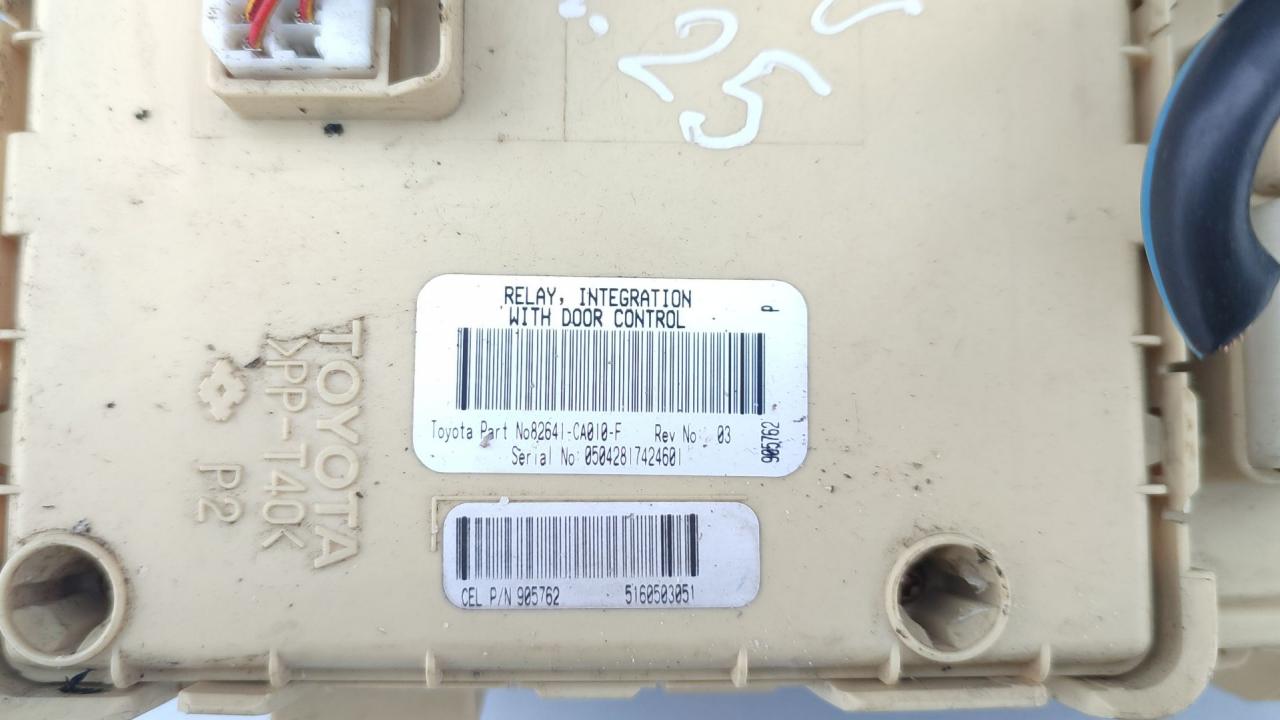 25
RELAY, INTEGRATION
WITH DOOR CONTROL
P
Toyota Part No82641-CA010-F Rev No: 03
Serial No: 05042817424601
905762
TOYOTA
>PP-T40<
P2
CEL P/N 905762 5160503051